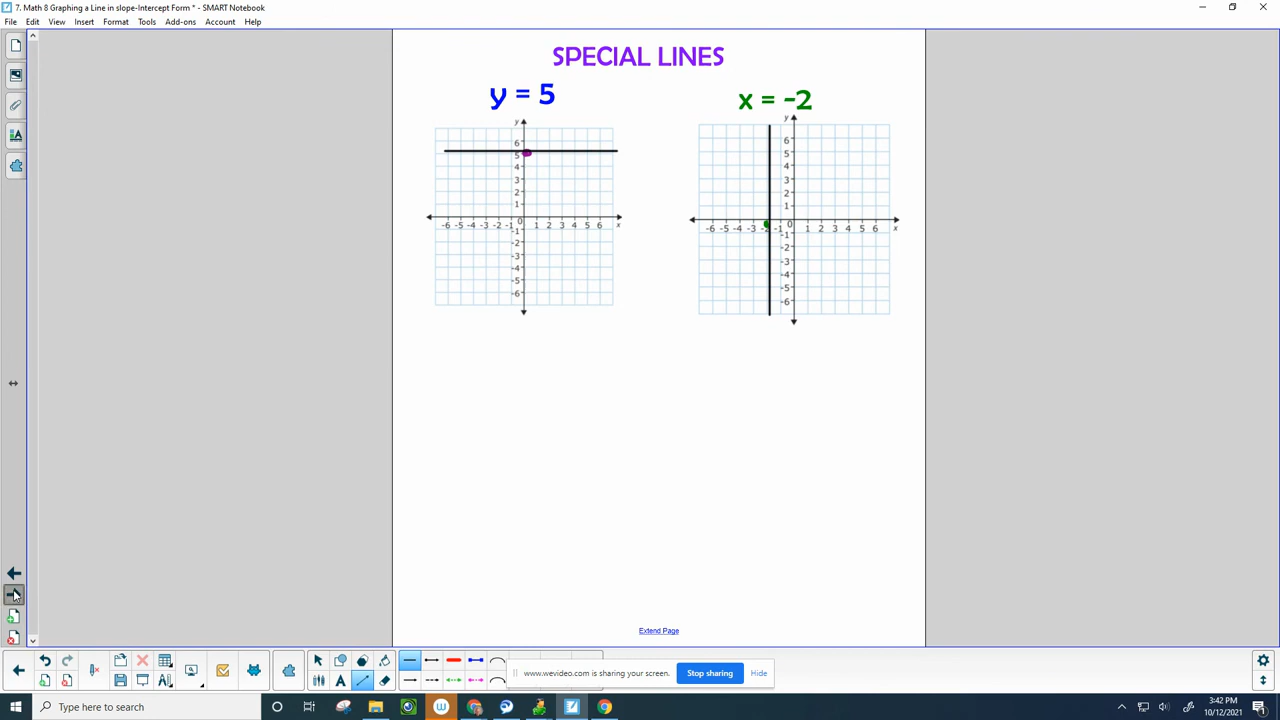 7. Math 8 Graphing a Line in slope-Intercept Form * - SMART Notebook
File Edit View Insert Format Tools Add-ons Account Help
SPECIAL LINES
y = 5
x = -2
y
6
5
4
3
2
1
0
-6 -5 -4 -3 -2 -1 1 2 3 4 5 6 x
-1
-2
-3
-4
-5
-6
y
6
5
4
3
2
1
0
-6 -5 -4 -3 -2 -1 1 2 3 4 5 6 x
-1
-2
-3
-4
-5
-6
Extend Page
www.wevideo.com is sharing your screen. Stop sharing Hide
Type here to search
3:42 PM
10/12/2021